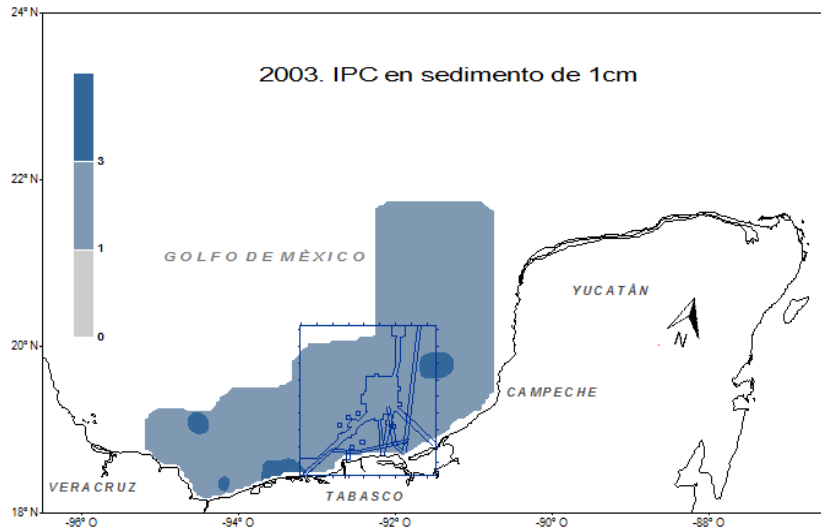 24° N
2003. IPC en sedimento de 1cm
3
22° N
1
GOLFO DE MÈXICO
YUCATÀN
0
N
20° N
CAMPECHE
VERACRUZ
TABASCO
18° N
-96° O
-94° O
-92° O
-90° O
-88° O